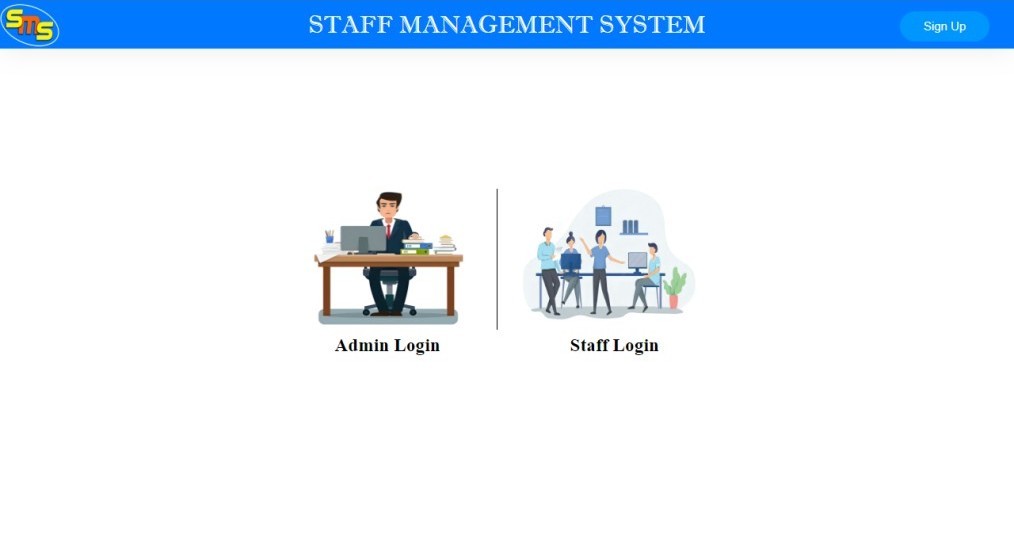 SMS
STAFF MANAGEMENT SYSTEM
Sign Up
Admin Login
Staff Login